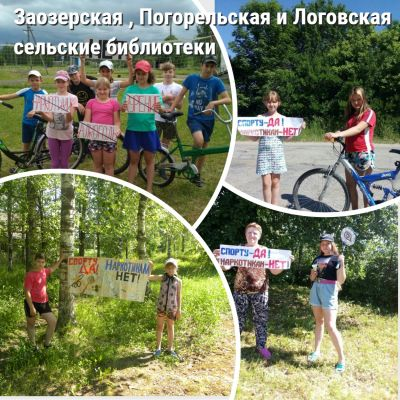 Заозерская , Погорельская и Логовская
сельские библиотеки
СПОРТУ-ДА!
НАРКОТИКАМ-НЕТ!
СПОРТУ
ДА!
НАРКОТИКАМ
НЕТ!
СПОРТУ-ДА!
НАРКОТИКАМ-НЕТ!